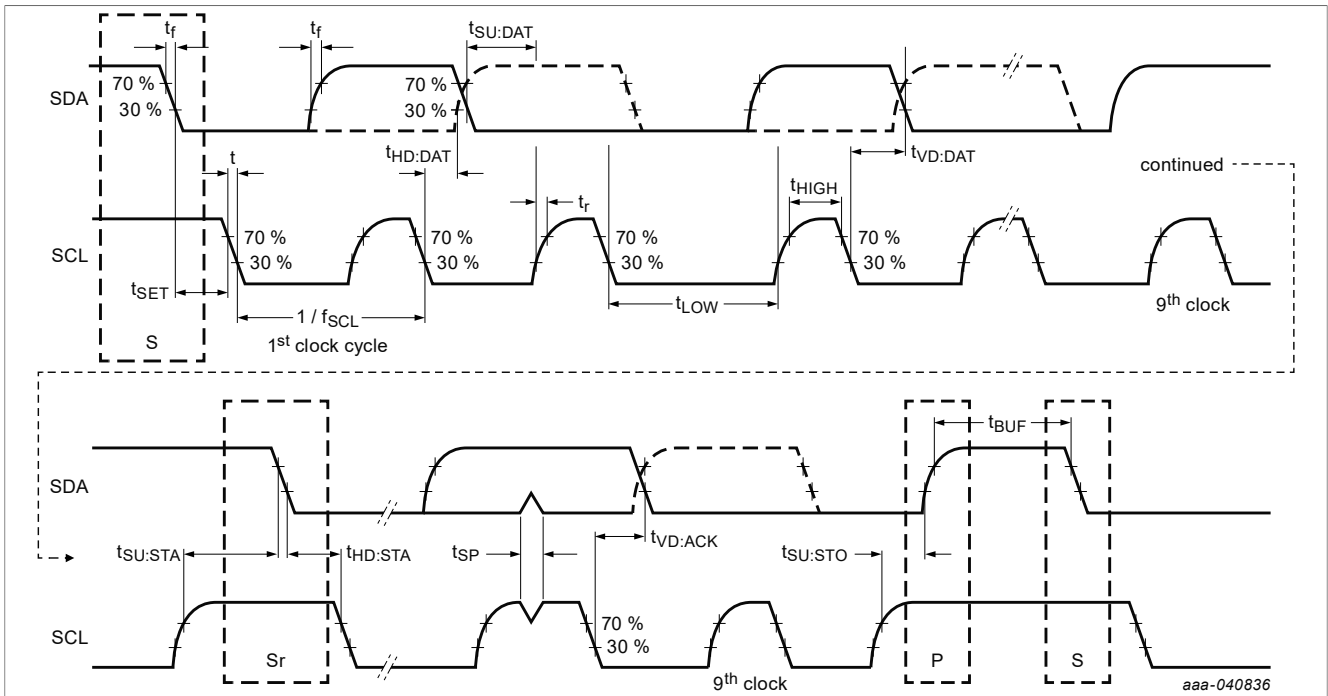 tf
tf
tSU:DAT
70 %
30 %
70 %
30 %
SDA
tHD:DAT
tVD:DAT
continued
t
tr
tHIGH
70 %
30 %
70 %
30 %
70 %
30 %
70 %
30 %
SCL
tSET
tLOW
9th clock
1 / fSCL
1st clock cycle
S
tBUF
SDA
tSU:STA
tHD:STA
tSP
tVD:ACK
tSU:STO
70 %
30 %
SCL
Sr
P
S
9th clock
aaa-040836